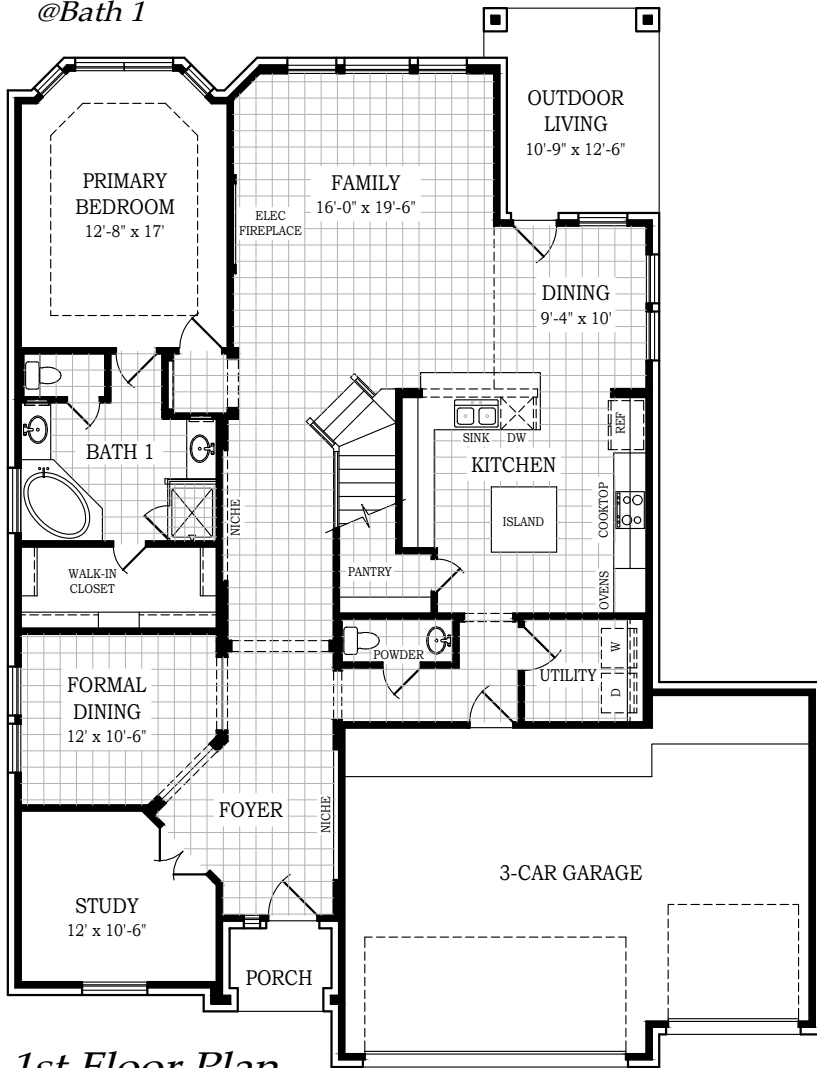 @Bath 1
OUTDOOR
LIVING
10'-9" x 12'-6"
PRIMARY
BEDROOM
12'-8" x 17'
FAMILY
16'-0" x 19'-6"
ELEC
FIREPLACE
DINING
9'-4" x 10'
REF
SINK
DW
BATH 1
KITCHEN
NICHE
ISLAND
COOKTOP
PANTRY
WALK-IN
CLOSET
OVENS
POWDER
W
UTILITY
D
FORMAL
DINING
12' x 10'-6"
FOYER
NICHE
3-CAR GARAGE
STUDY
12' x 10'-6"
PORCH
1st Floor Plan